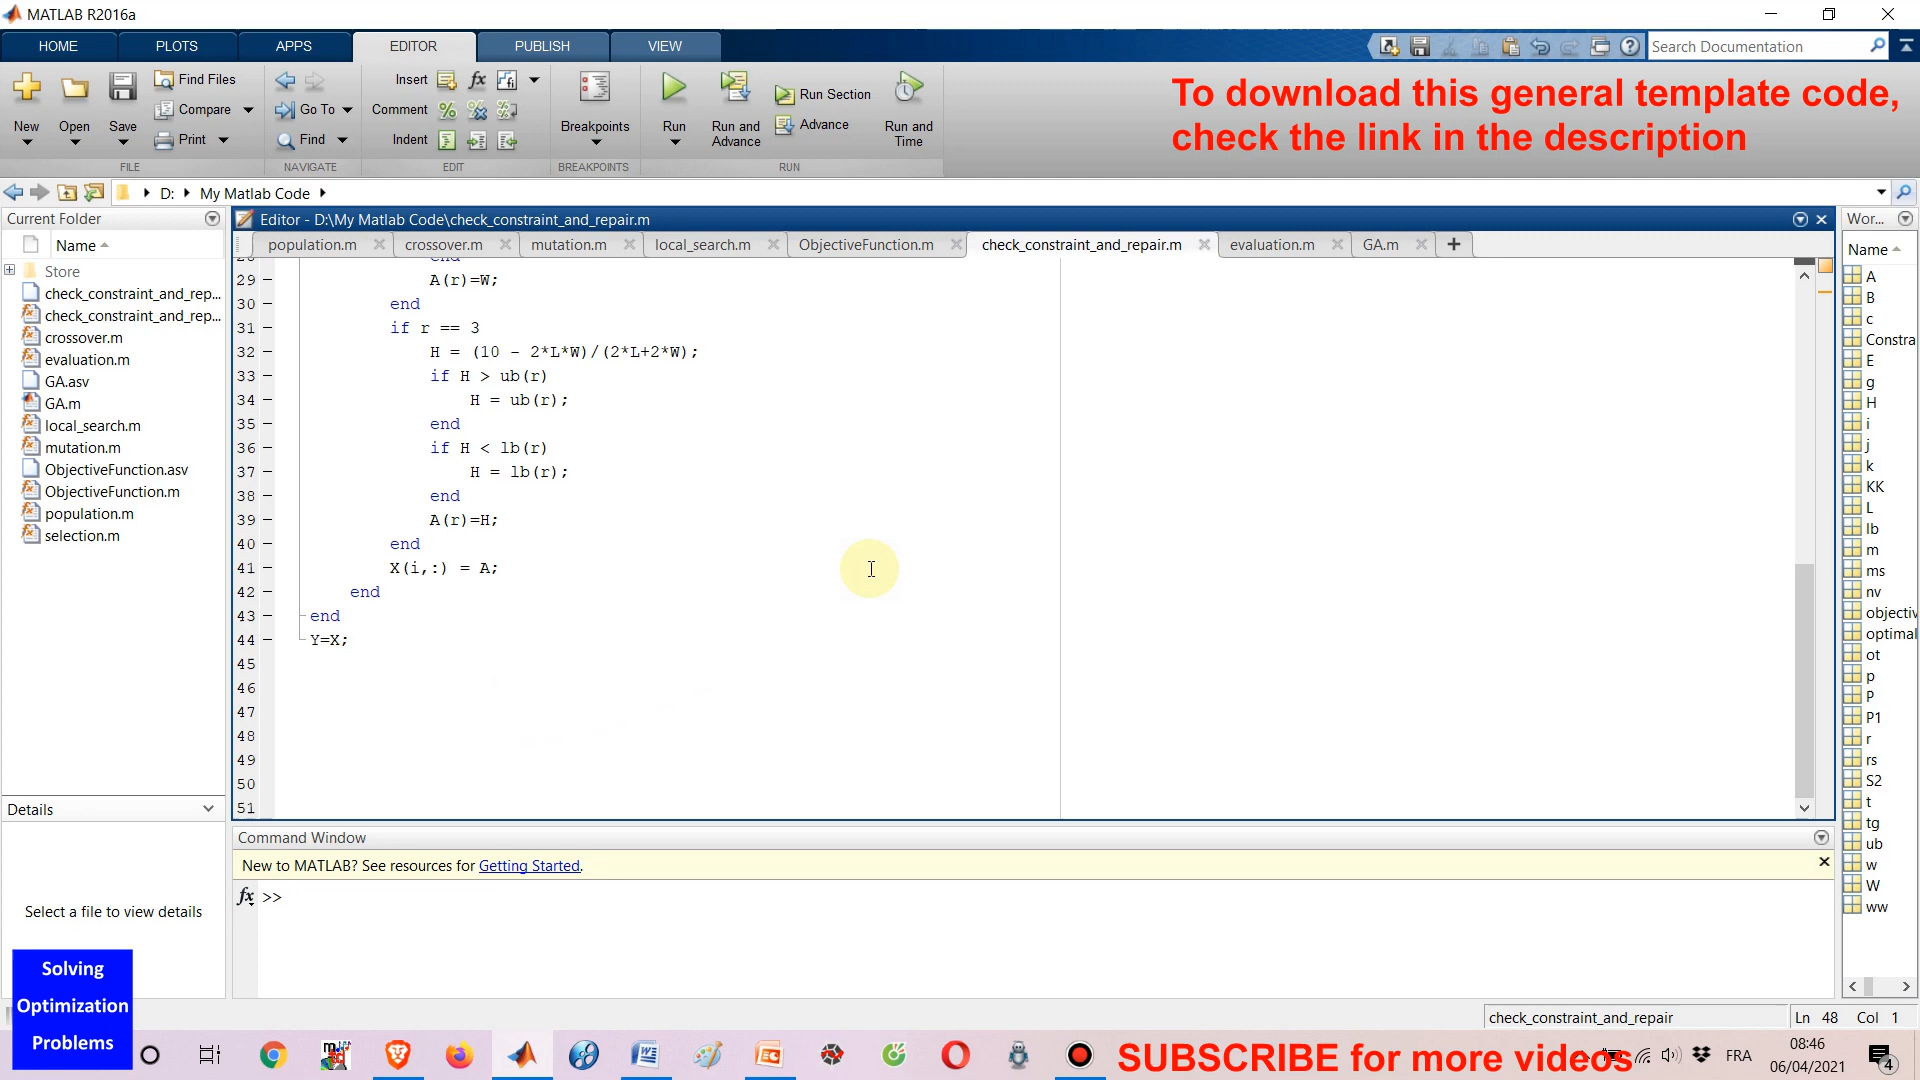 MATLAB R2016a
HOME PLOTS APPS EDITOR PUBLISH VIEW
Search Documentation
New Open Save
Find Files
Compare
Print
Go To
Find
Insert
Comment
Indent
fx
Breakpoints
Run
Run and Advance
Run Section
Advance
Run and Time
FILE NAVIGATE EDIT BREAKPOINTS RUN
To download this general template code,
check the link in the description
D: My Matlab Code
Current Folder
Name
Store
check_constraint_and_rep...
check_constraint_and_rep...
crossover.m
evaluation.m
GA.asv
GA.m
local_search.m
mutation.m
ObjectiveFunction.asv
ObjectiveFunction.m
population.m
selection.m
Details
Select a file to view details
Editor - D:\My Matlab Code\check_constraint_and_repair.m
population.m crossover.m mutation.m local_search.m ObjectiveFunction.m check_constraint_and_repair.m evaluation.m GA.m
28 end
29 A(r)=W;
30 end
31 if r == 3
32 H = (10 - 2*L*W)/(2*L+2*W);
33 if H > ub(r)
34 H = ub(r);
35 end
36 if H < lb(r)
37 H = lb(r);
38 end
39 A(r)=H;
40 end
41 X(i,:) = A;
42 end
43 end
44 Y=X;
45
46
47
48
49
50
51
Command Window
New to MATLAB? See resources for Getting Started.
fx >>
Wor...
Name
A
B
c
Constra
E
g
H
i
j
k
KK
L
lb
m
ms
nv
objectiv
optimal
ot
p
P
P1
r
rs
S2
t
tg
ub
w
W
ww
check_constraint_and_repair Ln 48 Col 1
Solving
Optimization
Problems
SUBSCRIBE for more videos
FRA
08:46
06/04/2021
4